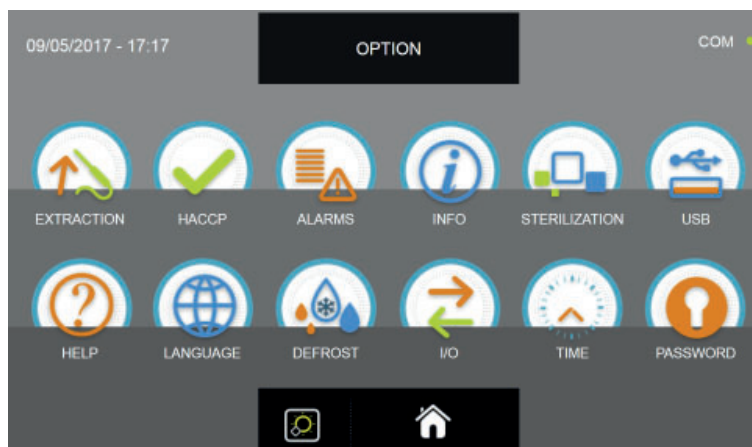 09/05/2017 - 17:17 OPTION COM
EXTRACTION HACCP ALARMS INFO STERILIZATION USB
HELP LANGUAGE DEFROST I/O TIME PASSWORD